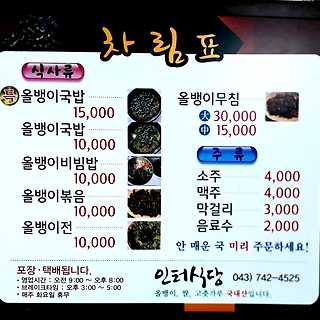 차림표
식사류
특 올뱅이국밥
15,000
올뱅이국밥
10,000
올뱅이비빔밥
10,000
올뱅이볶음
10,000
올뱅이전
10,000
올뱅이무침
大 30,000
中 15,000
주 류
소주 4,000
맥주 4,000
막걸리 3,000
음료수 2,000
안 매운 국 미리 주문하세요!
포장·택배됩니다.
• 영업시간 : 오전 9:00 ~ 오후 8:00
• 브레이크타임 : 오후 3:00 ~ 5:00
• 매주 화요일 휴무
인터식당 043) 742-4525
올뱅이, 쌀, 고춧가루 국내산입니다.